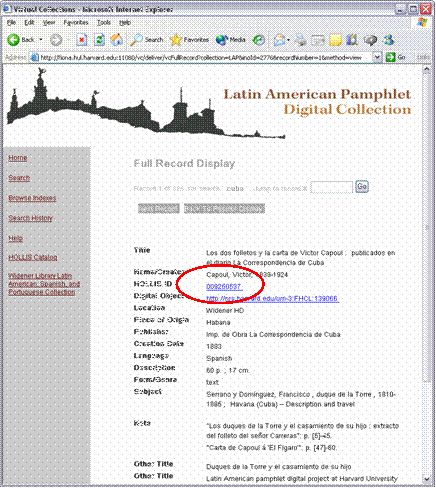 Virtual Collections - Microsoft Internet Explorer
File Edit View Favorites Tools Help
Back Search Favorites Media
Address http://fiona.hul.harvard.edu:11080/vc/deliver/vcFullRecord?collection=LAP&inoId=2776&recordNumber=1&method=view Go Links
Latin American Pamphlet
Digital Collection
Home
Search
Browse Indexes
Search History
Help
HOLLIS Catalog
Widener Library Latin
American, Spanish, and
Portuguese Collection
Full Record Display
Record 1 of for search cuba Jump to record # Go
Title Los dos folletos y la carta de Victor Capoul : publicados en
el diario La Correspondencia de Cuba
Name/Creator Capoul, Victor, 1839-1924
HOLLIS ID 009260537
Digital Object http://nrs.harvard.edu/urn-3:FHCL:139066
Location Widener HD
Place of Origin Habana
Publisher Imp. de Obra La Correspondencia de Cuba
Creation Date 1883
Language Spanish
Description 60 p. ; 17 cm.
Form/Genre text
Subject Serrano y Domínguez, Francisco , duque de la Torre , 1810-
1885 ; Havana (Cuba) -- Description and travel
Note "Los duques de la Torre y el casamiento de su hijo : extracto
del folleto del señor Carreras": p. [5]-45.
"Carta de Capoul á 'El Figaro'": p. [47]-60.
Other Title Duques de la Torre y el casamiento de su hijo
Other Title Latin American pamphlet digital project at Harvard University